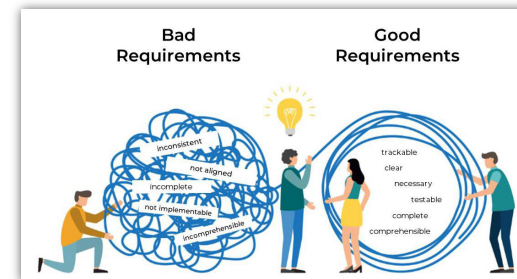 Bad
Requirements
Good
Requirements
inconsistent
not aligned
incomplete
not implementable
incomprehensible
trackable
clear
necessary
testable
complete
comprehensible